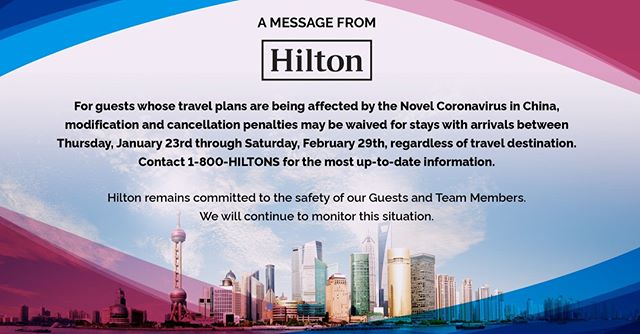 A MESSAGE FROM
Hilton
For guests whose travel plans are being affected by the Novel Coronavirus in China,
modification and cancellation penalties may be waived for stays with arrivals between
Thursday, January 23rd through Saturday, February 29th, regardless of travel destination.
Contact 1-800-HILTONS for the most up-to-date information.
Hilton remains committed to the safety of our Guests and Team Members.
We will continue to monitor this situation.